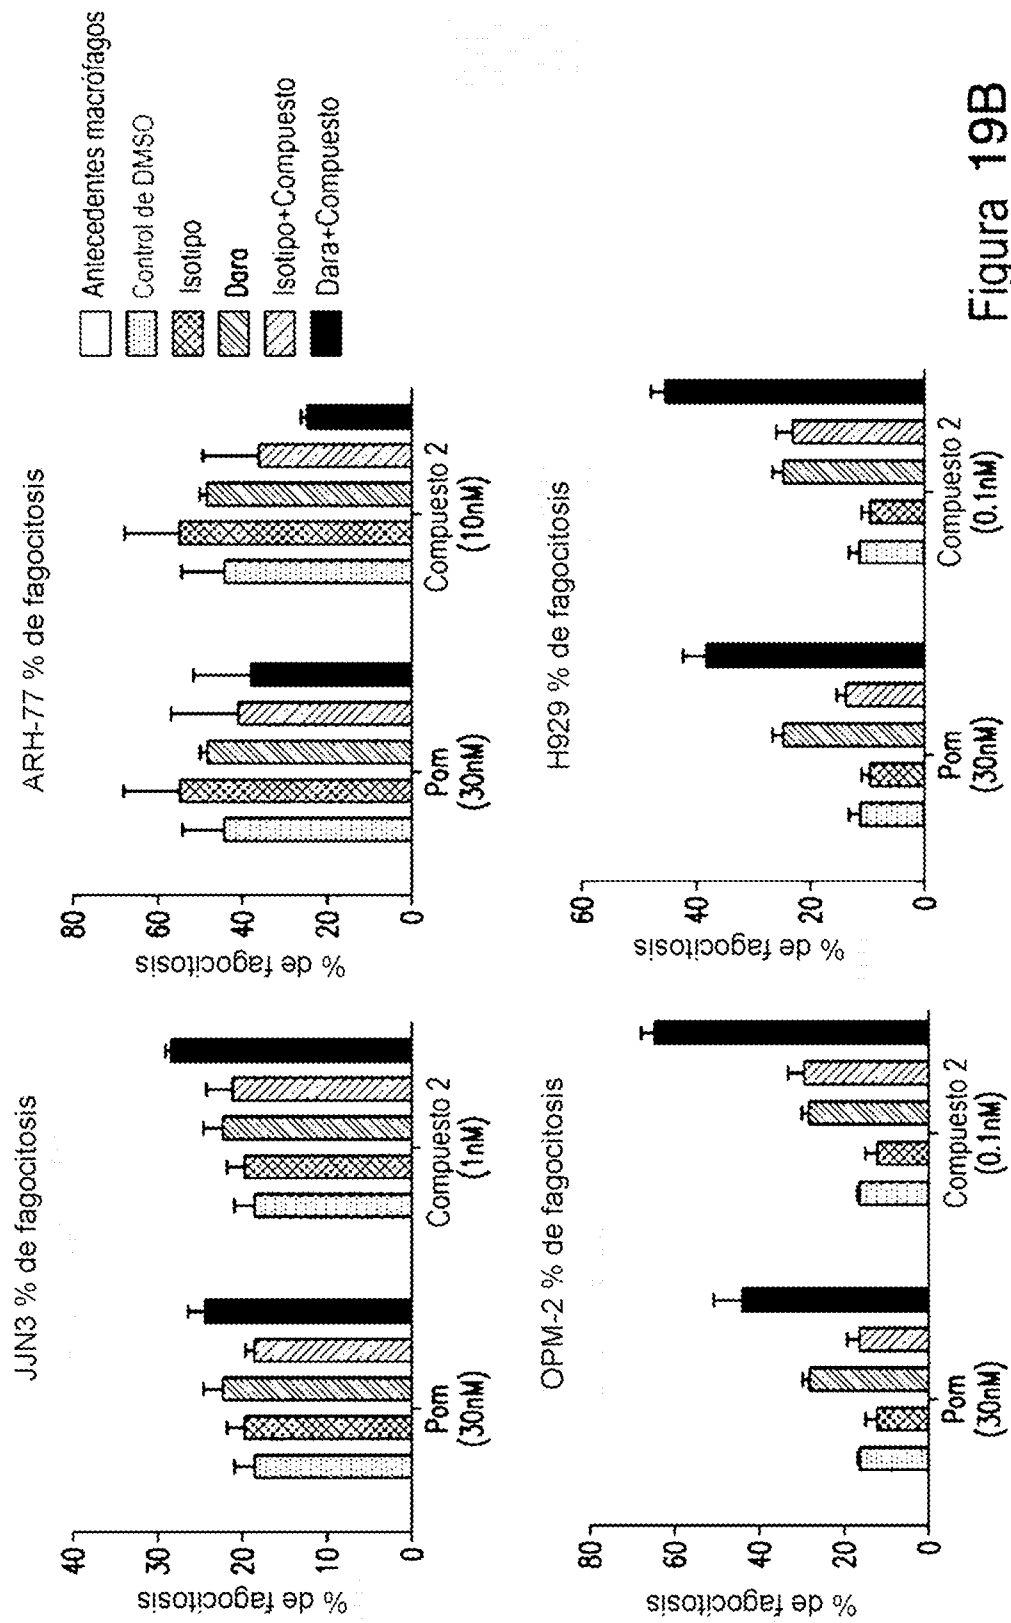 JJN3 % de fagocitosis
% de fagocitosis
40
30
20
10
0
Pom
(30nM)
Compuesto 2
(1nM)
ARH-77 % de fagocitosis
% de fagocitosis
80
60
40
20
0
Pom
(30nM)
Compuesto 2
(10nM)
Antecedentes macrófagos
Control de DMSO
Isotipo
Dara
Isotipo+Compuesto
Dara+Compuesto
OPM-2 % de fagocitosis
% de fagocitosis
80
60
40
20
0
Pom
(30nM)
Compuesto 2
(0.1nM)
H929 % de fagocitosis
% de fagocitosis
60
40
20
0
Pom
(30nM)
Compuesto 2
(0.1nM)
Figura 19B